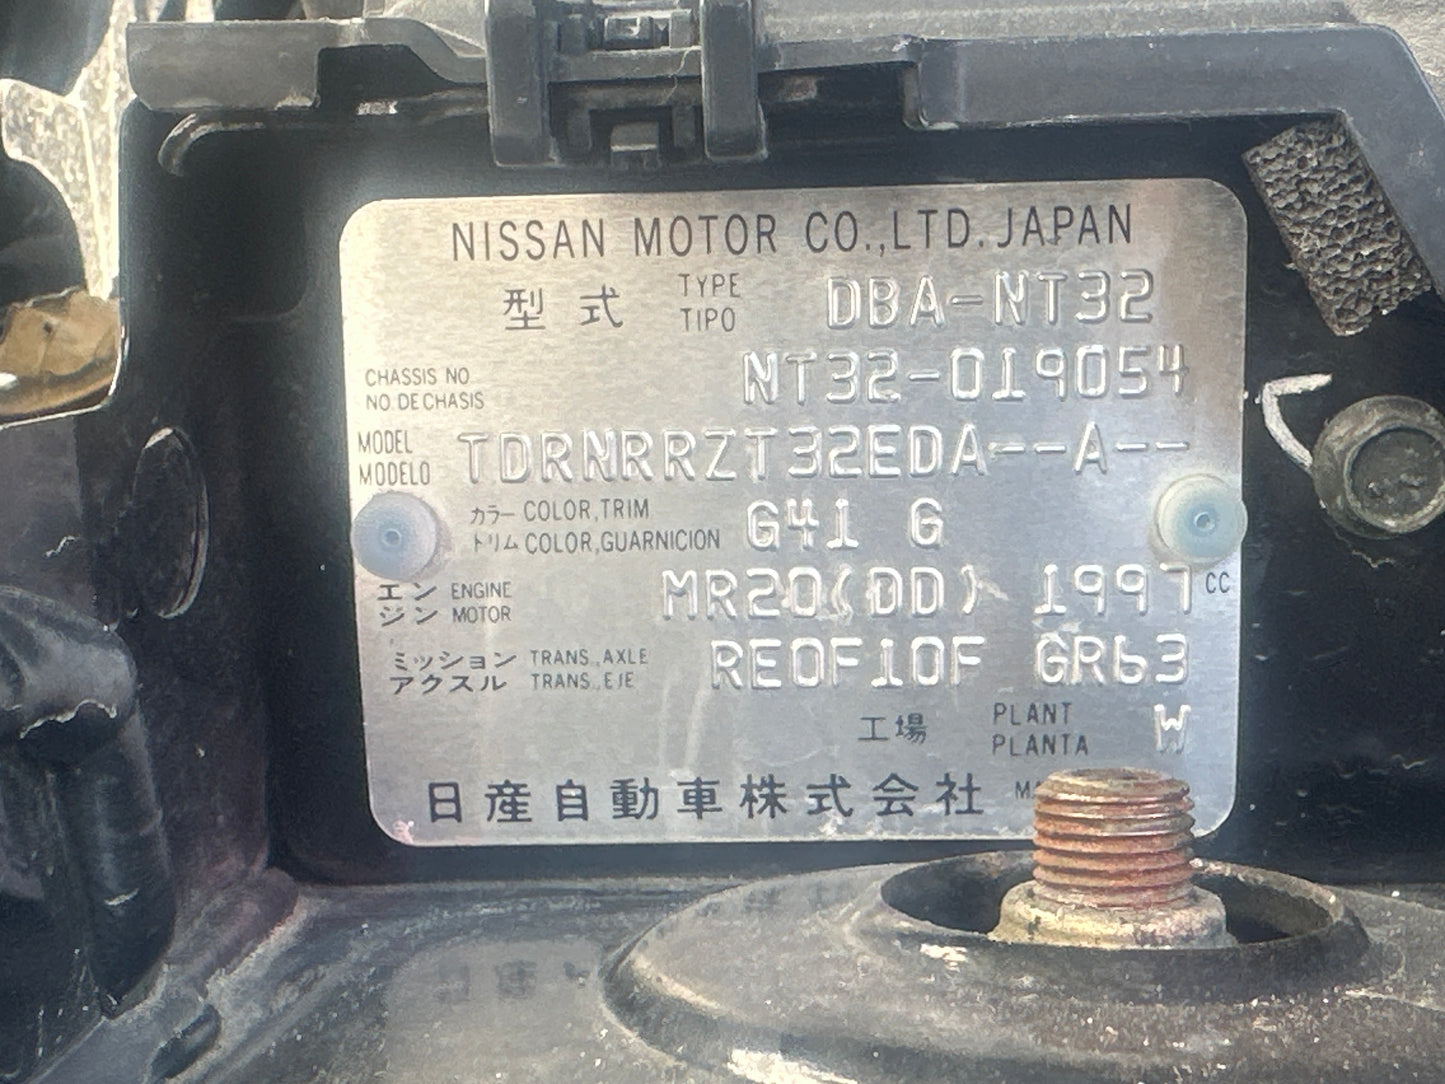 NISSAN MOTOR CO.,LTD. JAPAN
型式 TYPE TIPO DBA-NT32
CHASSIS NO
NO. DE CHASIS NT32-019054
MODEL
MODELO TDRNRRZT32EDA--A--
カラー COLOR,TRIM
トリム COLOR,GUARNICION G41 G
エン ENGINE
ジン MOTOR MR20(DD) 1997 CC
ミッション TRANS.,AXLE
アクスル TRANS.,EJE RE0F10F GR63
工場 PLANT PLANTA W
日産自動車株式会社